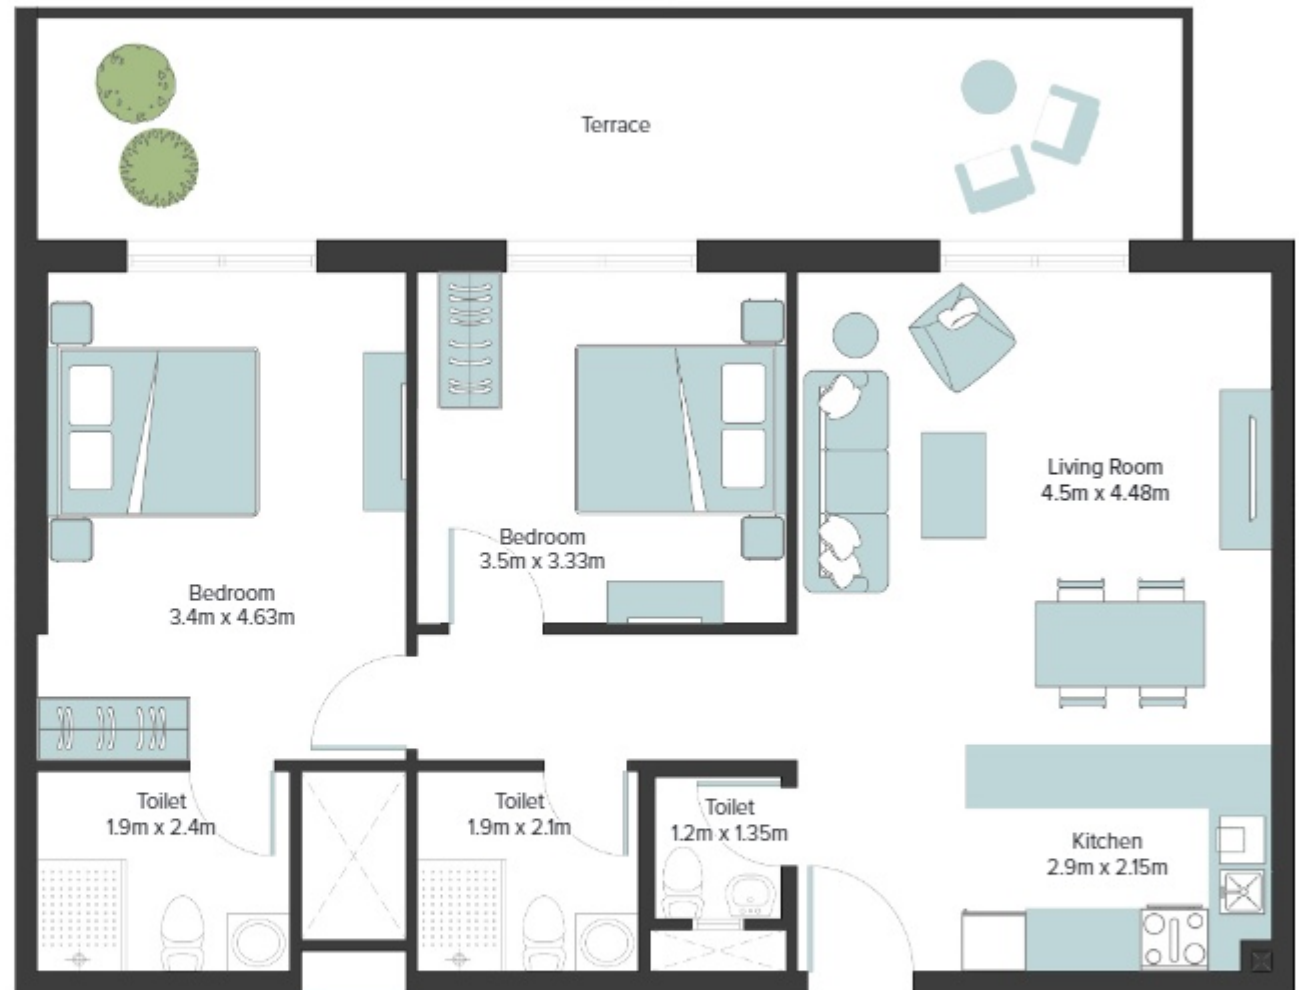 Terrace
Living Room
4.5m x 4.48m
Bedroom
3.5m x 3.33m
Bedroom
3.4m x 4.63m
Toilet
1.9m x 2.4m
Toilet
1.9m x 2.1m
Toilet
1.2m x 1.35m
Kitchen
2.9m x 2.15m